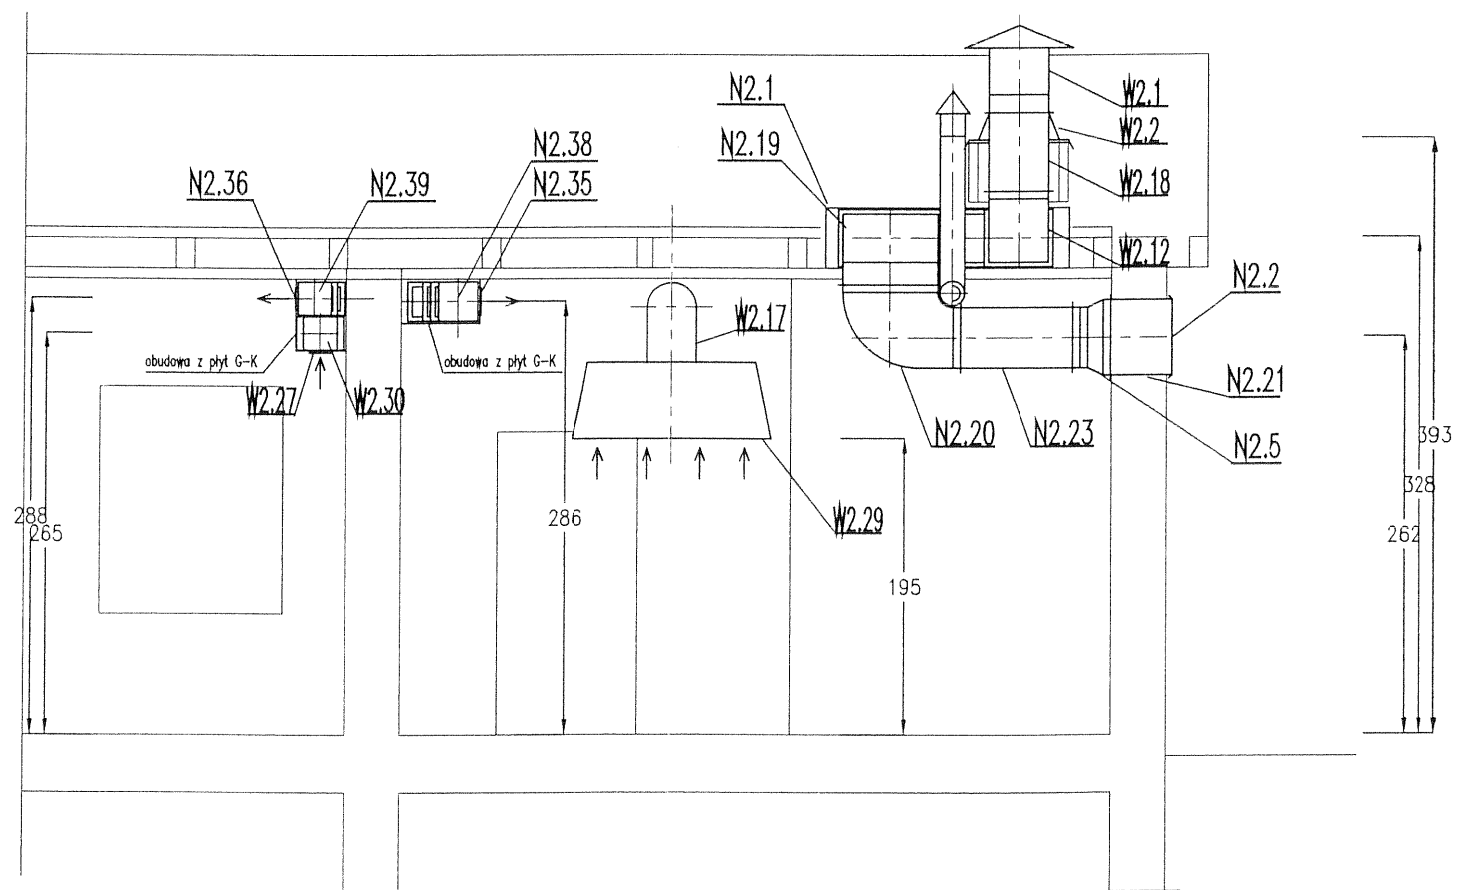 N2.1
W2.1
W2.2
N2.19
N2.38
N2.36
N2.39
N2.35
W2.18
W2.12
N2.2
W2.17
obudowa z płyt G-K
obudowa z płyt G-K
W2.27
W2.30
N2.21
N2.20
N2.23
N2.5
393
328
288
265
286
W2.29
262
195